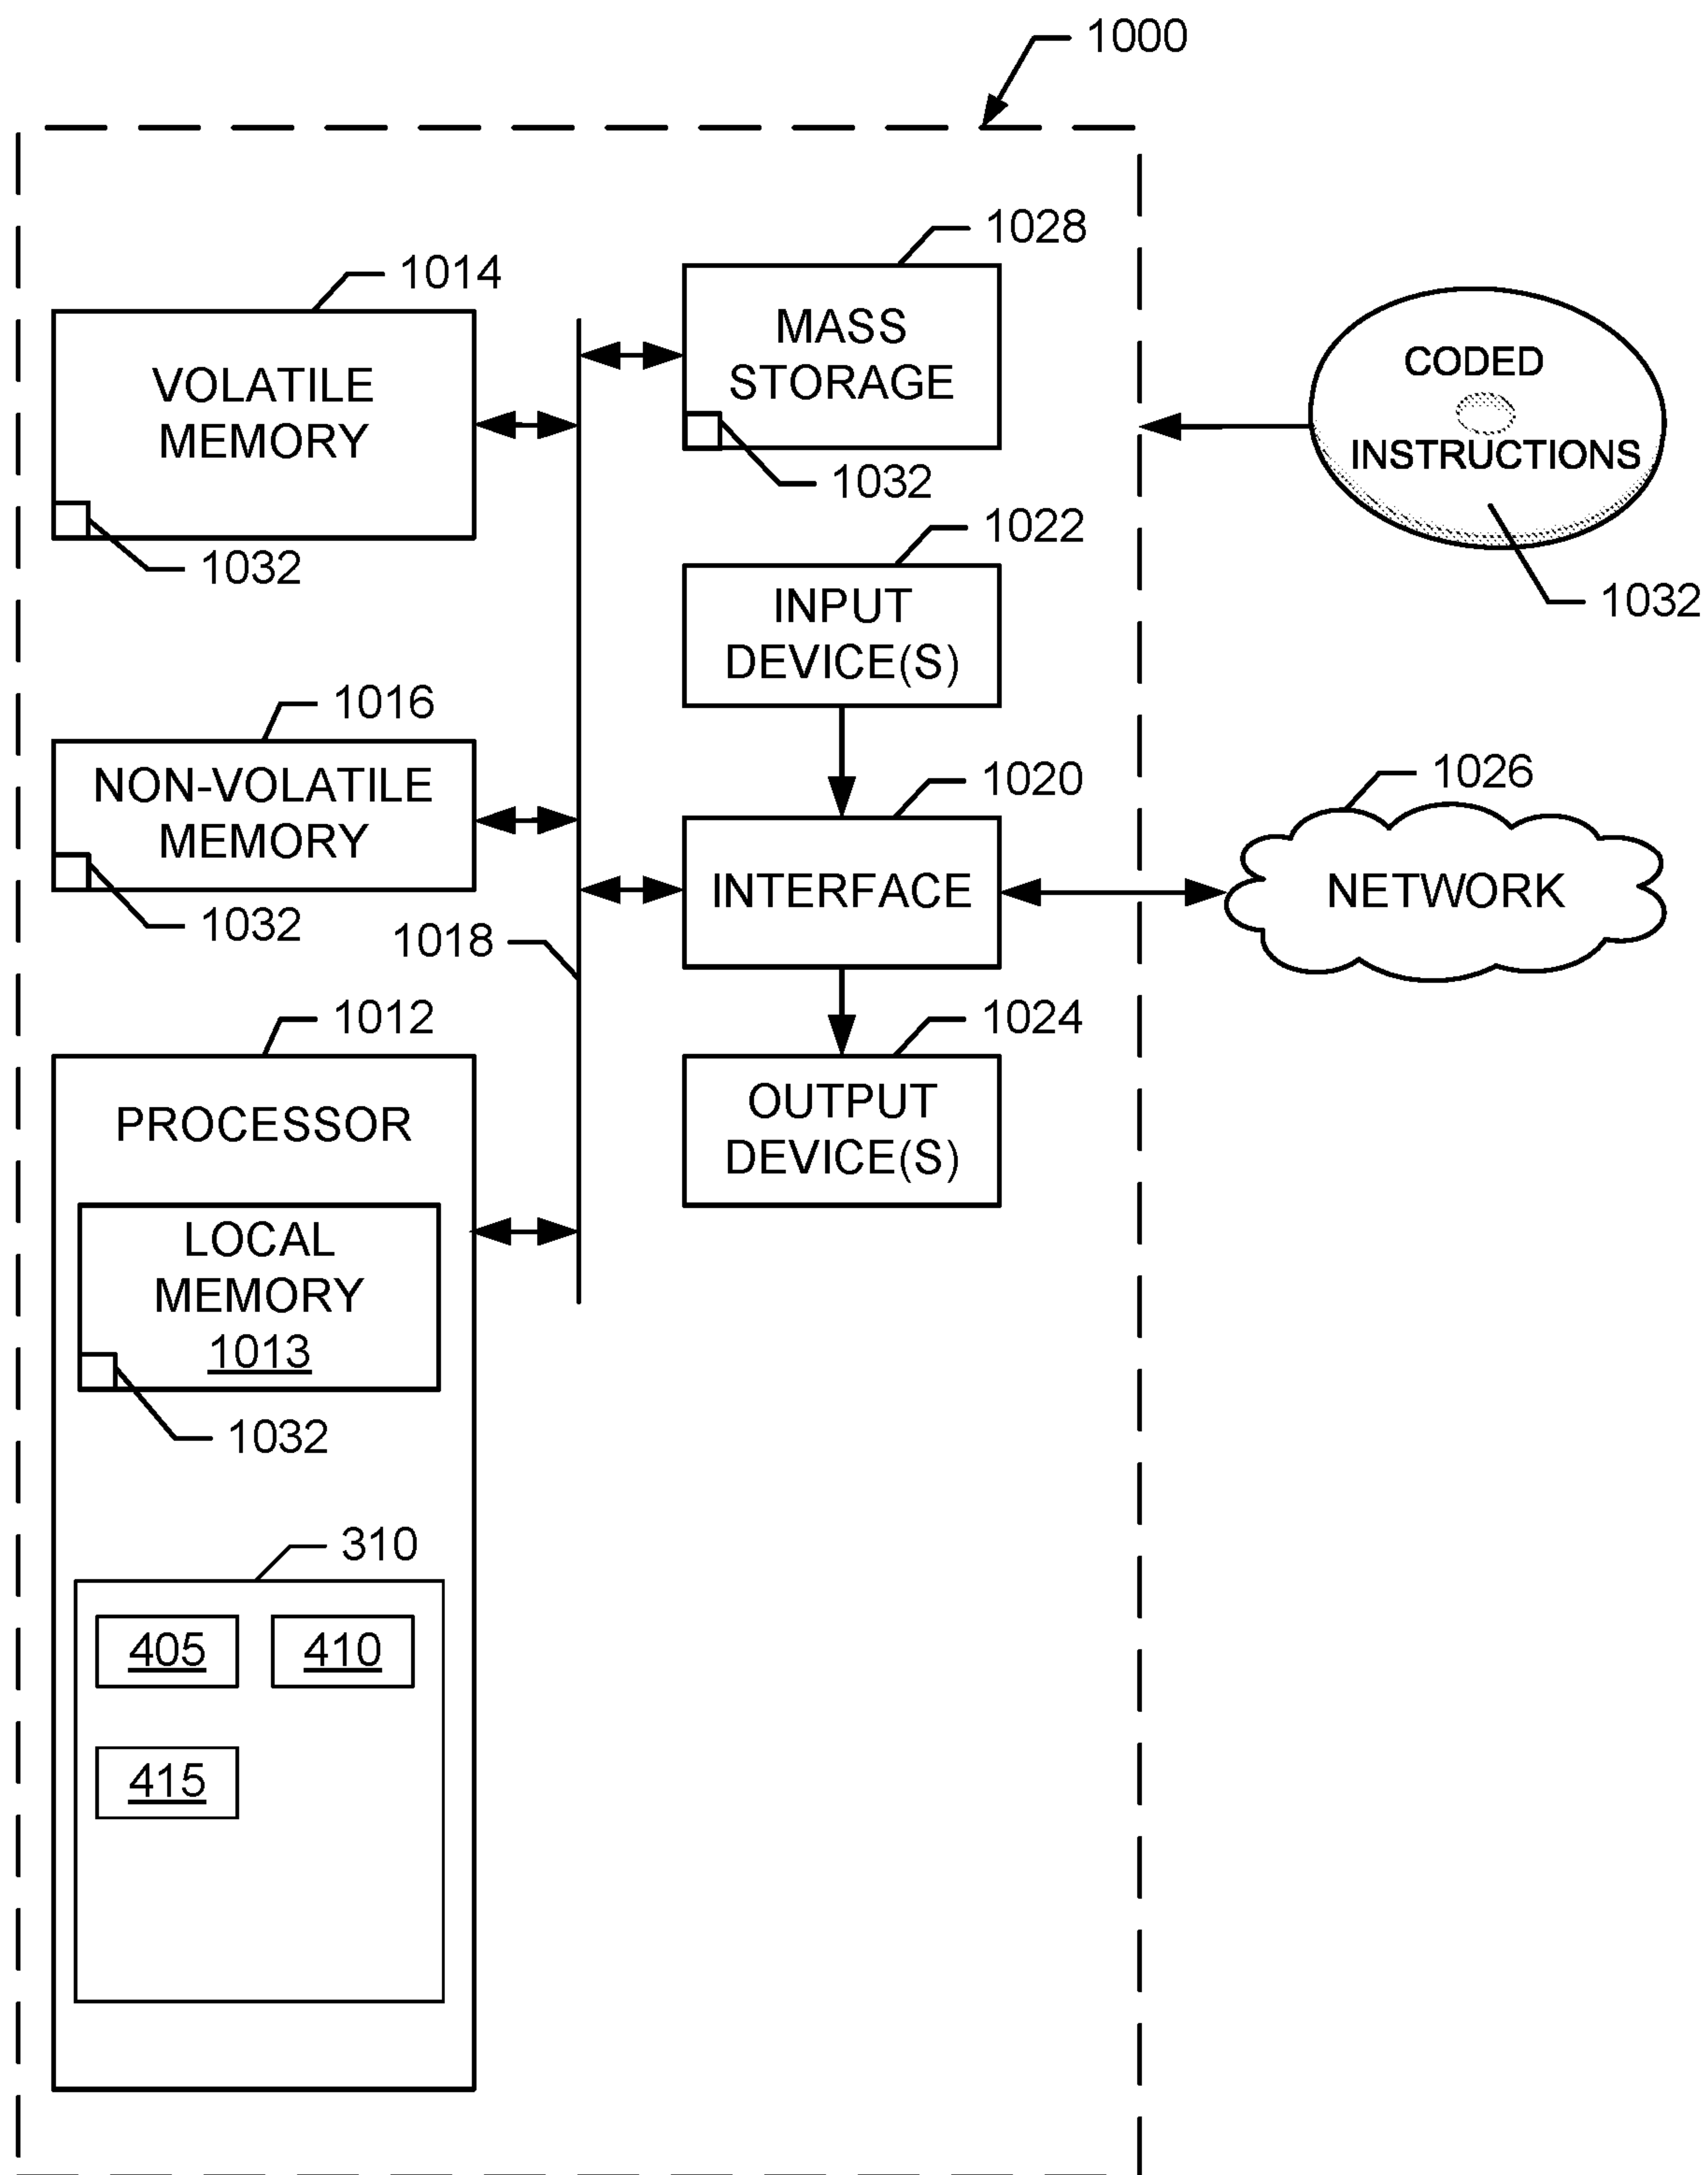 1000
1028
1014
MASS
STORAGE
VOLATILE
MEMORY
CODED
INSTRUCTIONS
1032
1022
1032
1032
INPUT
DEVICE(S)
1016
1020
1026
NON-VOLATILE
MEMORY
INTERFACE
NETWORK
1032
1018
1012
1024
PROCESSOR
OUTPUT
DEVICE(S)
LOCAL
MEMORY
1013
1032
310
405
410
415